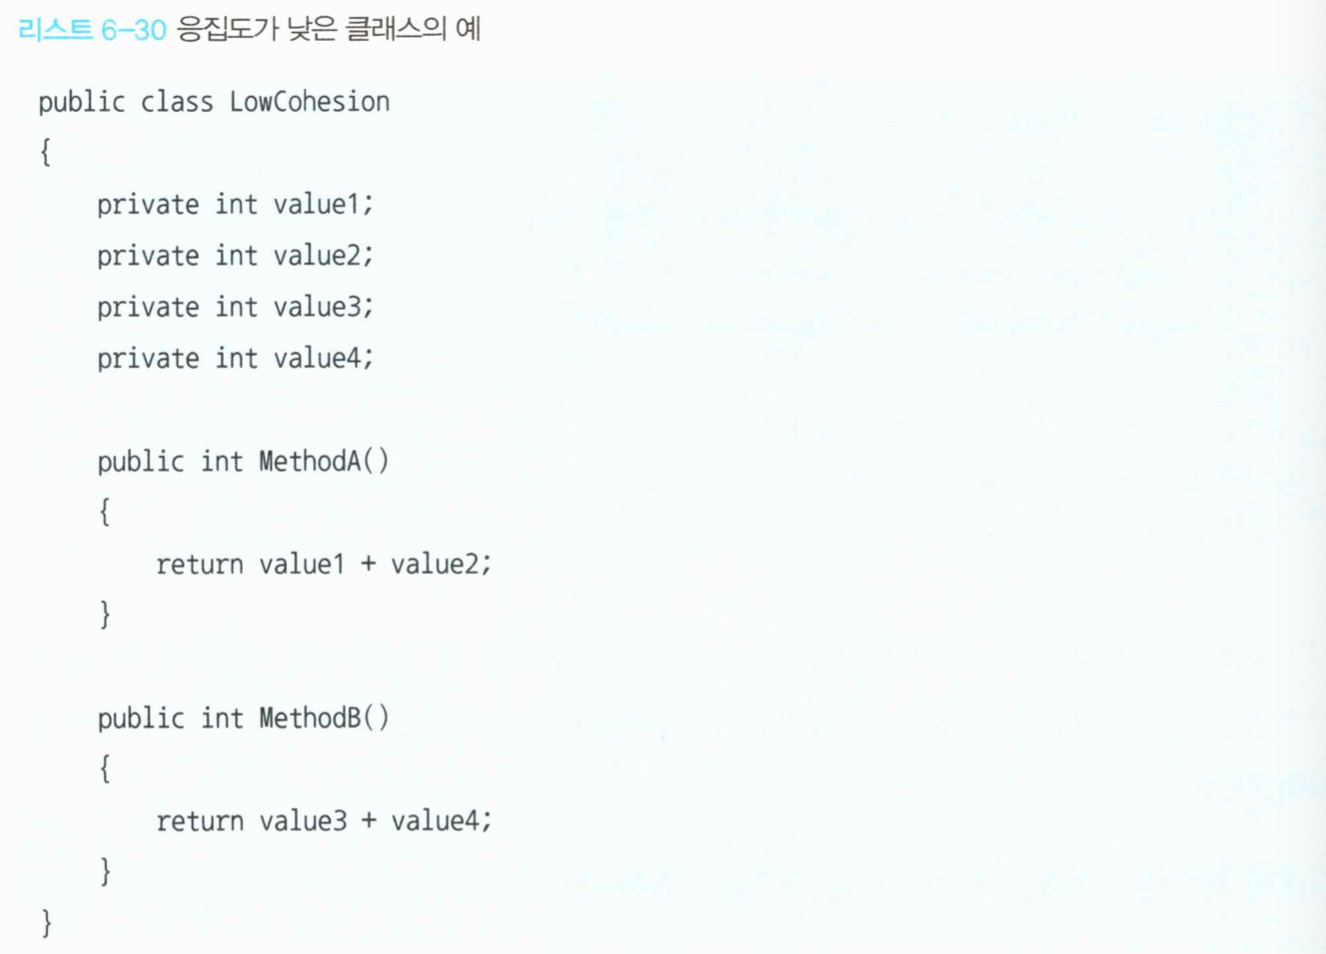 리스트 6-30 응집도가 낮은 클래스의 예
public class LowCohesion
{
    private int value1;
    private int value2;
    private int value3;
    private int value4;

    public int MethodA()
    {
        return value1 + value2;
    }

    public int MethodB()
    {
        return value3 + value4;
    }
}